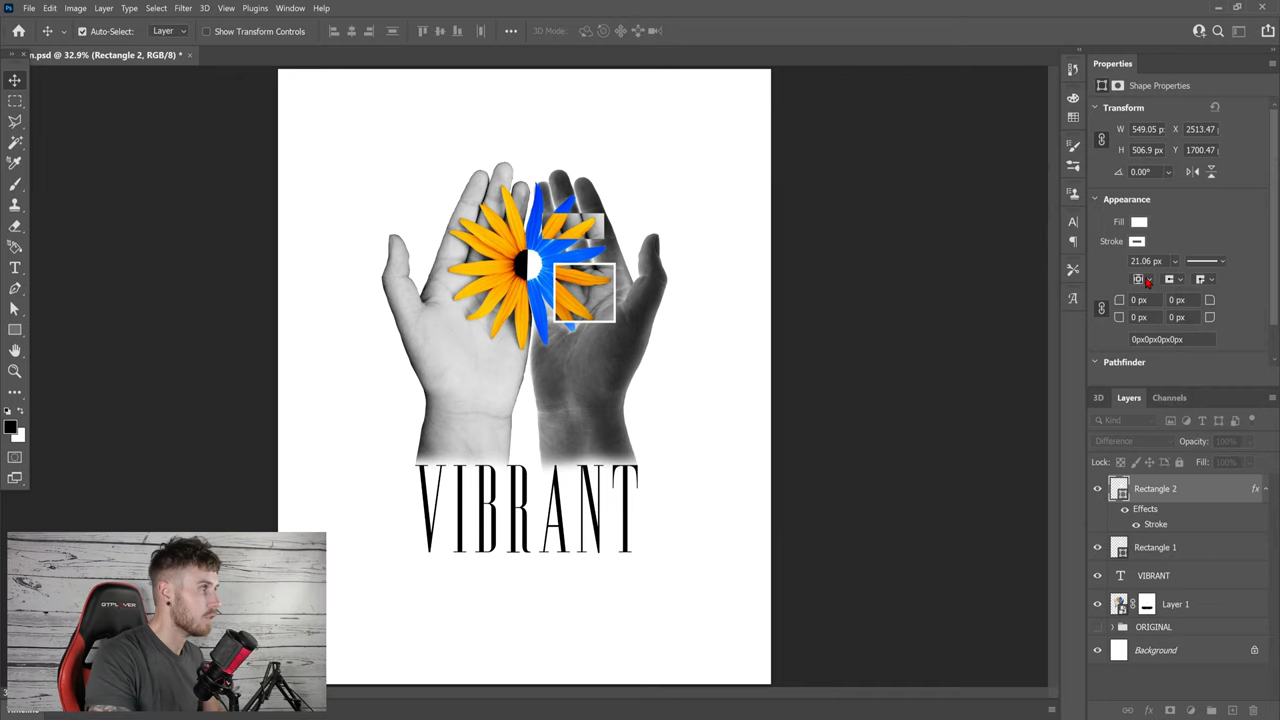 Ps File Edit Image Layer Type Select Filter 3D View Plugins Window Help
Auto-Select: Layer Show Transform Controls 3D Mode:
n.psd @ 32.9% (Rectangle 2, RGB/8) * ×
Properties
Shape Properties
Transform
W 549.05 p: X 2513.47
H 506.9 px Y 1700.47
0.00°
Appearance
Fill
Stroke
21.06 px
0 px 0 px
0 px 0 px
0px0px0px0px
Pathfinder
3D Layers Channels
Kind
Difference Opacity: 100%
Lock: Fill: 100%
Rectangle 2 fx
Effects
Stroke
Rectangle 1
T VIBRANT
Layer 1
ORIGINAL
Background
fx
VIBRANT
GTPLAYER